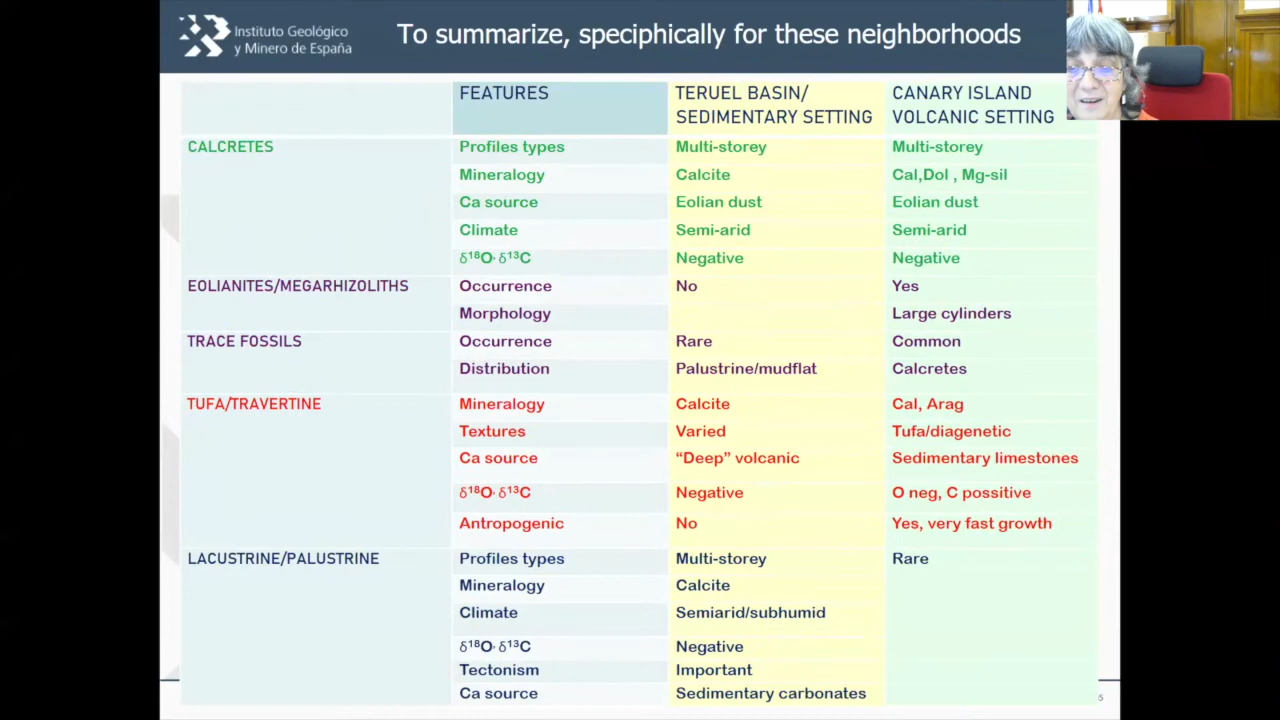 Instituto Geológico
y Minero de España
To summarize, speciphically for these neighborhoods
FEATURES
TERUEL BASIN/
SEDIMENTARY SETTING
CANARY ISLAND
VOLCANIC SETTING
CALCRETES
Profiles types
Multi-storey
Multi-storey
Mineralogy
Calcite
Cal,Dol , Mg-sil
Ca source
Eolian dust
Eolian dust
Climate
Semi-arid
Semi-arid
δ¹⁸O· δ¹³C
Negative
Negative
EOLIANITES/MEGARHIZOLITHS
Occurrence
No
Yes
Morphology
Large cylinders
TRACE FOSSILS
Occurrence
Rare
Common
Distribution
Palustrine/mudflat
Calcretes
TUFA/TRAVERTINE
Mineralogy
Calcite
Cal, Arag
Textures
Varied
Tufa/diagenetic
Ca source
“Deep” volcanic
Sedimentary limestones
δ¹⁸O· δ¹³C
Negative
O neg, C possitive
Antropogenic
No
Yes, very fast growth
LACUSTRINE/PALUSTRINE
Profiles types
Multi-storey
Rare
Mineralogy
Calcite
Climate
Semiarid/subhumid
δ¹⁸O· δ¹³C
Negative
Tectonism
Important
Ca source
Sedimentary carbonates